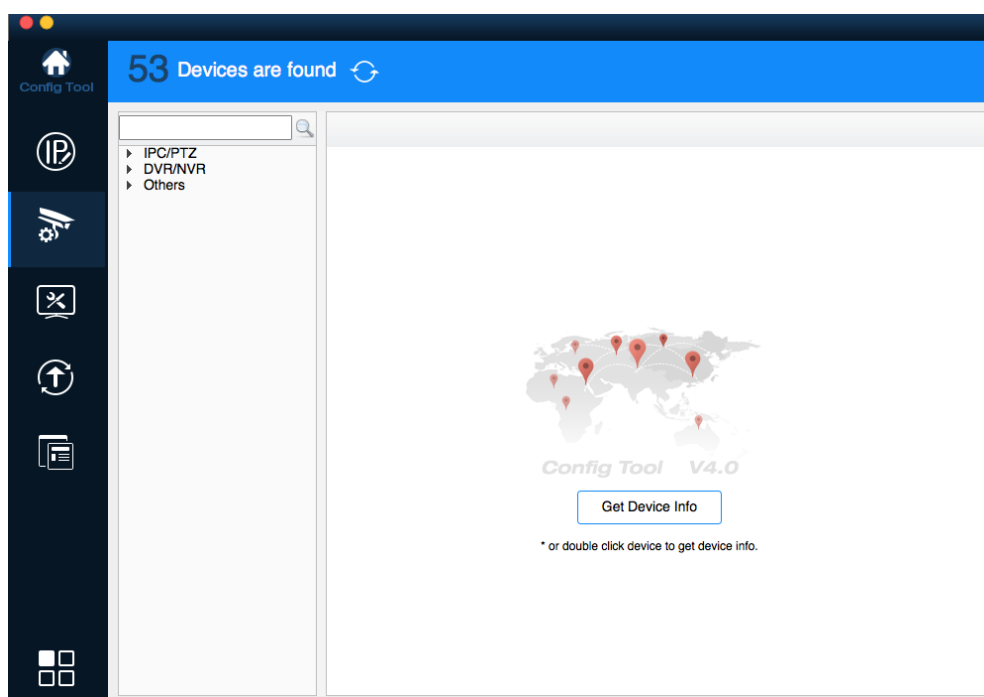 Config Tool
53 Devices are found
IP
IPC/PTZ
DVR/NVR
Others
Config Tool V4.0
Get Device Info
* or double click device to get device info.